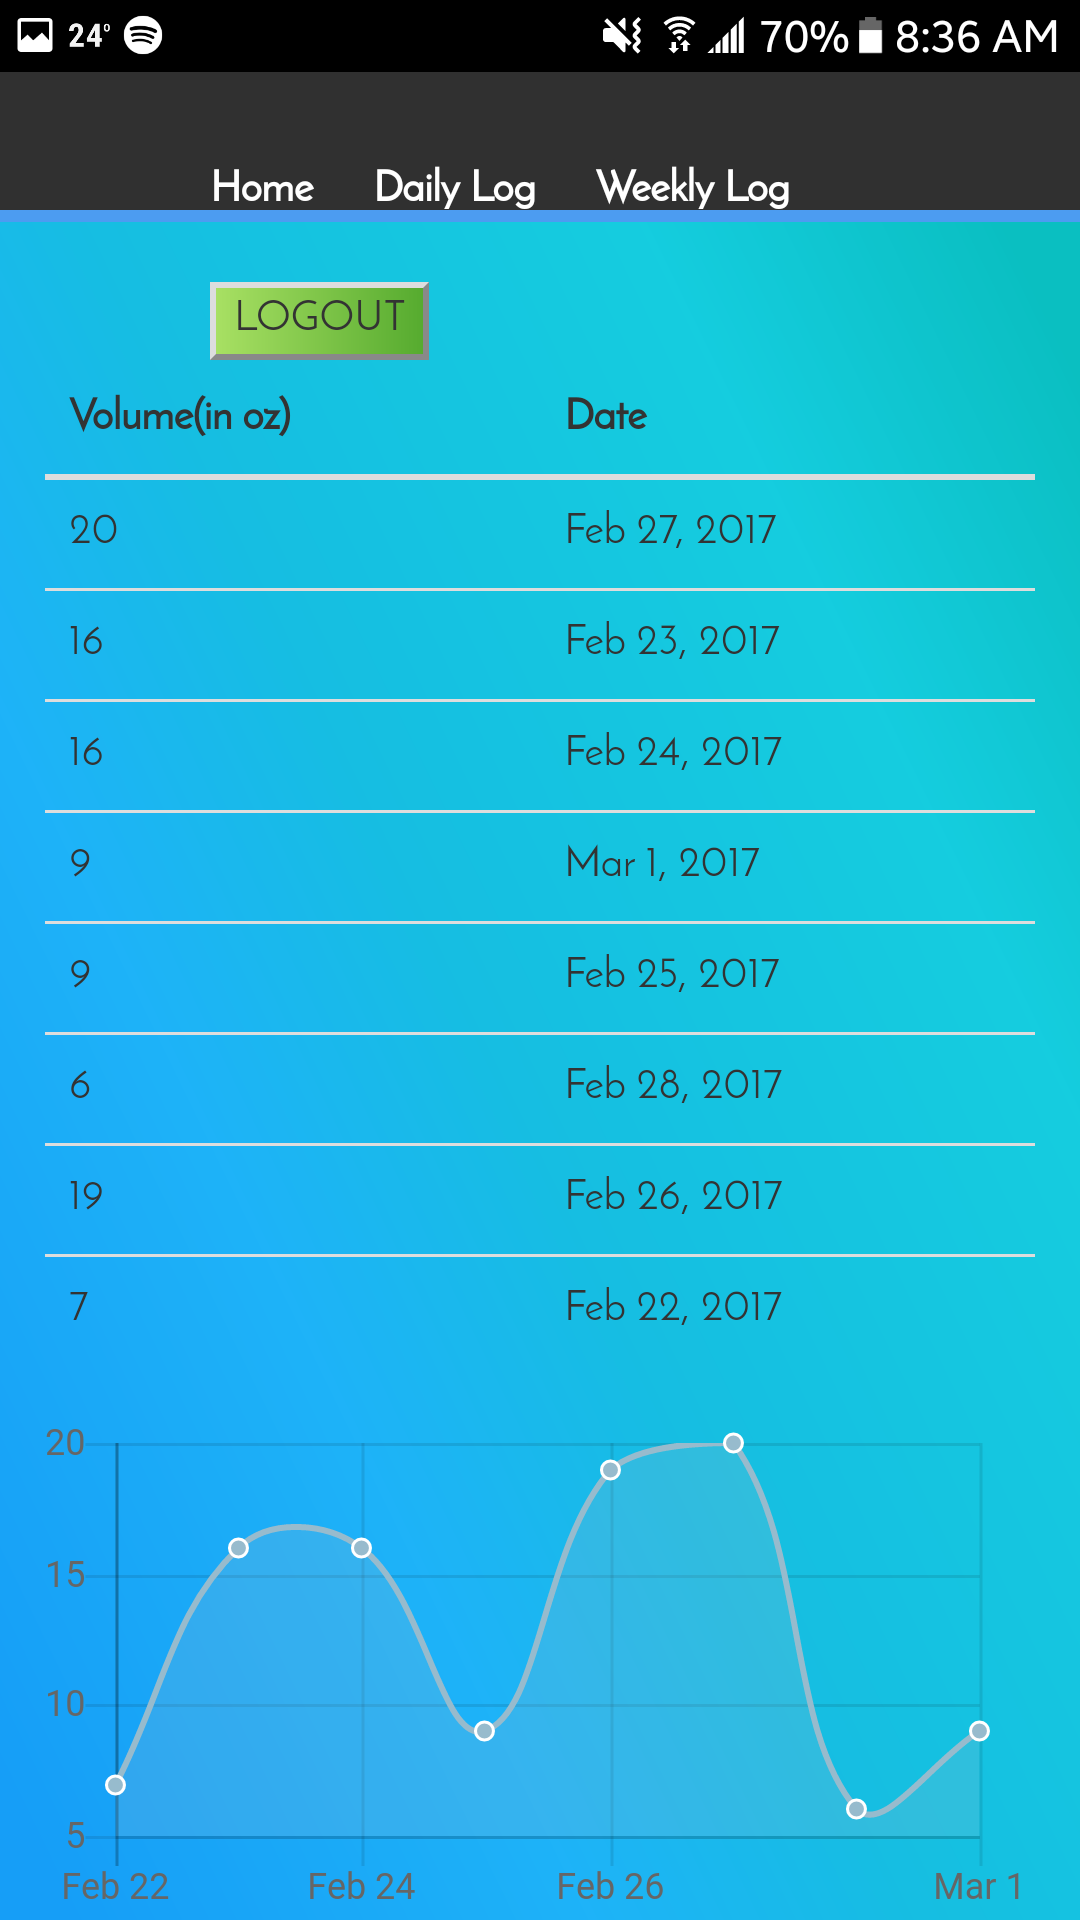 24° 70% 8:36 AM
Home Daily Log Weekly Log
LOGOUT
Volume(in oz) Date
20 Feb 27, 2017
16 Feb 23, 2017
16 Feb 24, 2017
9 Mar 1, 2017
9 Feb 25, 2017
6 Feb 28, 2017
19 Feb 26, 2017
7 Feb 22, 2017
20
15
10
5
Feb 22 Feb 24 Feb 26 Mar 1